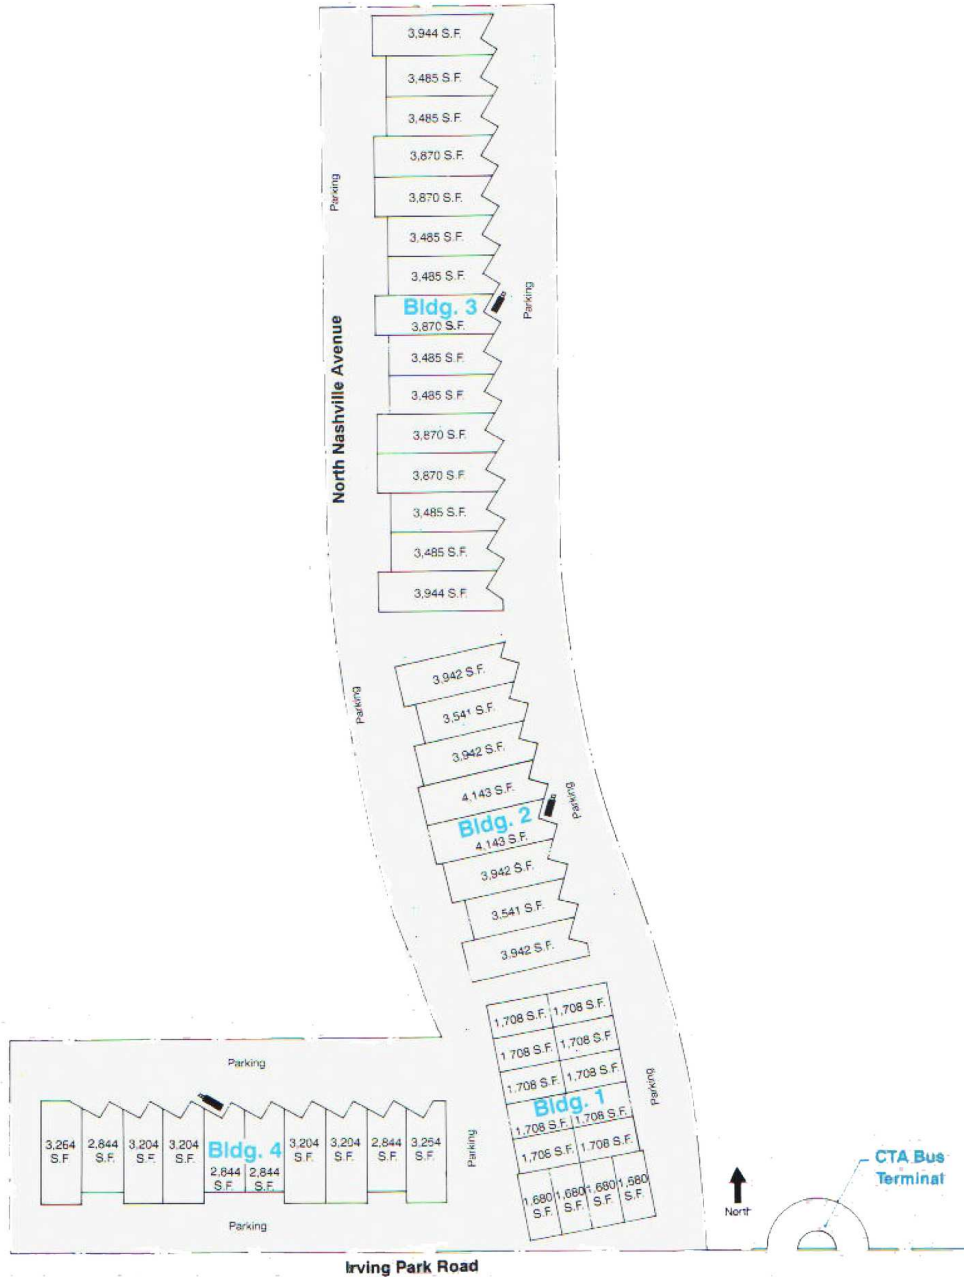 3,944 S.F.
3,485 S.F.
3,485 S.F.
3,870 S.F.
Parking
3,870 S.F.
3,485 S.F.
3,485 S.F.
Parking
Bldg. 3
3,870 S.F.
North Nashville Avenue
3,485 S.F.
3,485 S.F.
3,870 S.F.
3,870 S.F.
3,485 S.F.
3,485 S.F.
3,944 S.F.
3,942 S.F.
Parking
3,541 S.F.
3,942 S.F.
4,143 S.F.
Parking
Bldg. 2
4,143 S.F.
3,942 S.F.
3,541 S.F.
3,942 S.F.
1,708 S.F. 1,708 S.F.
1 708 S.F. 1,708 S.F.
1,708 S.F. 1,708 S.F.
Bldg. 1
1,708 S.F. 1,708 S.F.
1,708 S.F. 1,708 S.F.
1,680 S.F.
1,680 S.F.
1,680 S.F.
1,680 S.F.
Parking
Parking
3,264 S.F
2,844 S.F.
3,204 S.F.
3,204 S.F.
Bldg. 4
2,844 S.F.
2,844 S.F.
3,204 S.F.
3,204 S.F.
2,844 S.F.
3,264 S.F.
Parking
Parking
North
CTA Bus
Terminal
Irving Park Road